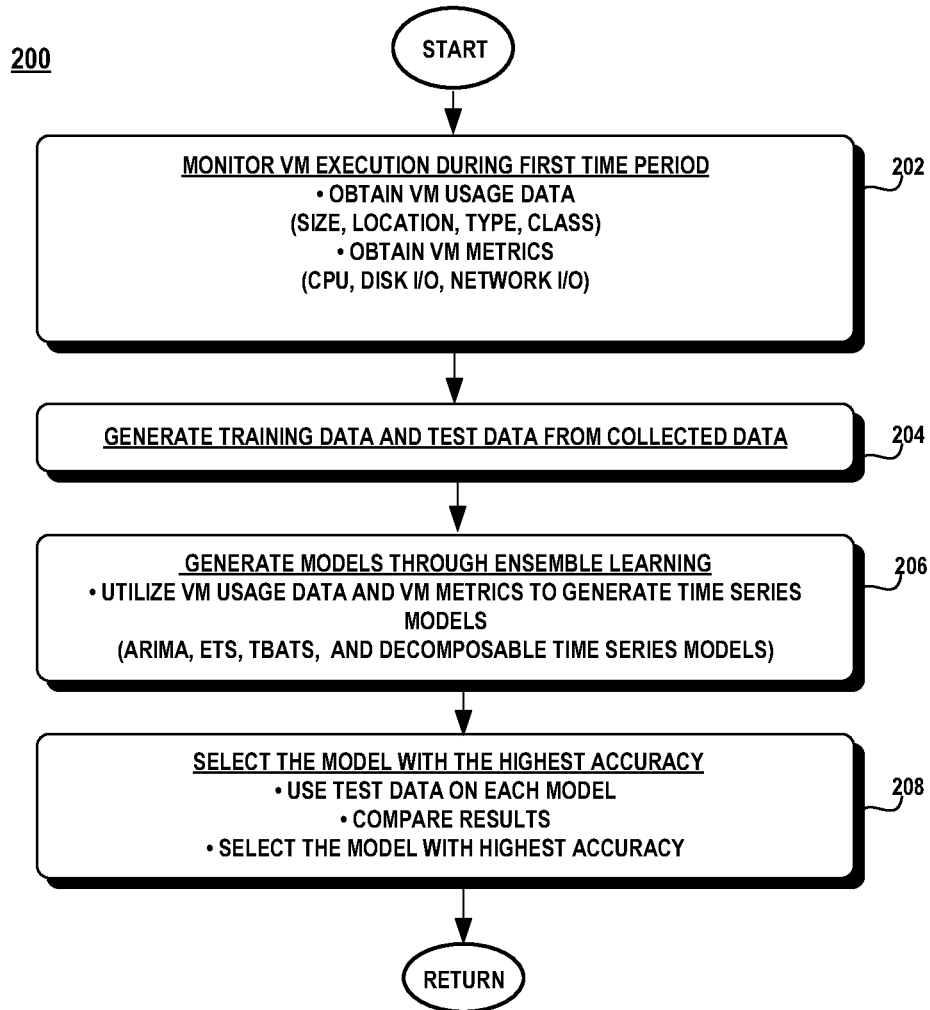 200
START
MONITOR VM EXECUTION DURING FIRST TIME PERIOD
• OBTAIN VM USAGE DATA
(SIZE, LOCATION, TYPE, CLASS)
• OBTAIN VM METRICS
(CPU, DISK I/O, NETWORK I/O)
202
GENERATE TRAINING DATA AND TEST DATA FROM COLLECTED DATA
204
GENERATE MODELS THROUGH ENSEMBLE LEARNING
• UTILIZE VM USAGE DATA AND VM METRICS TO GENERATE TIME SERIES
MODELS
(ARIMA, ETS, TBATS, AND DECOMPOSABLE TIME SERIES MODELS)
206
SELECT THE MODEL WITH THE HIGHEST ACCURACY
• USE TEST DATA ON EACH MODEL
• COMPARE RESULTS
• SELECT THE MODEL WITH HIGHEST ACCURACY
208
RETURN